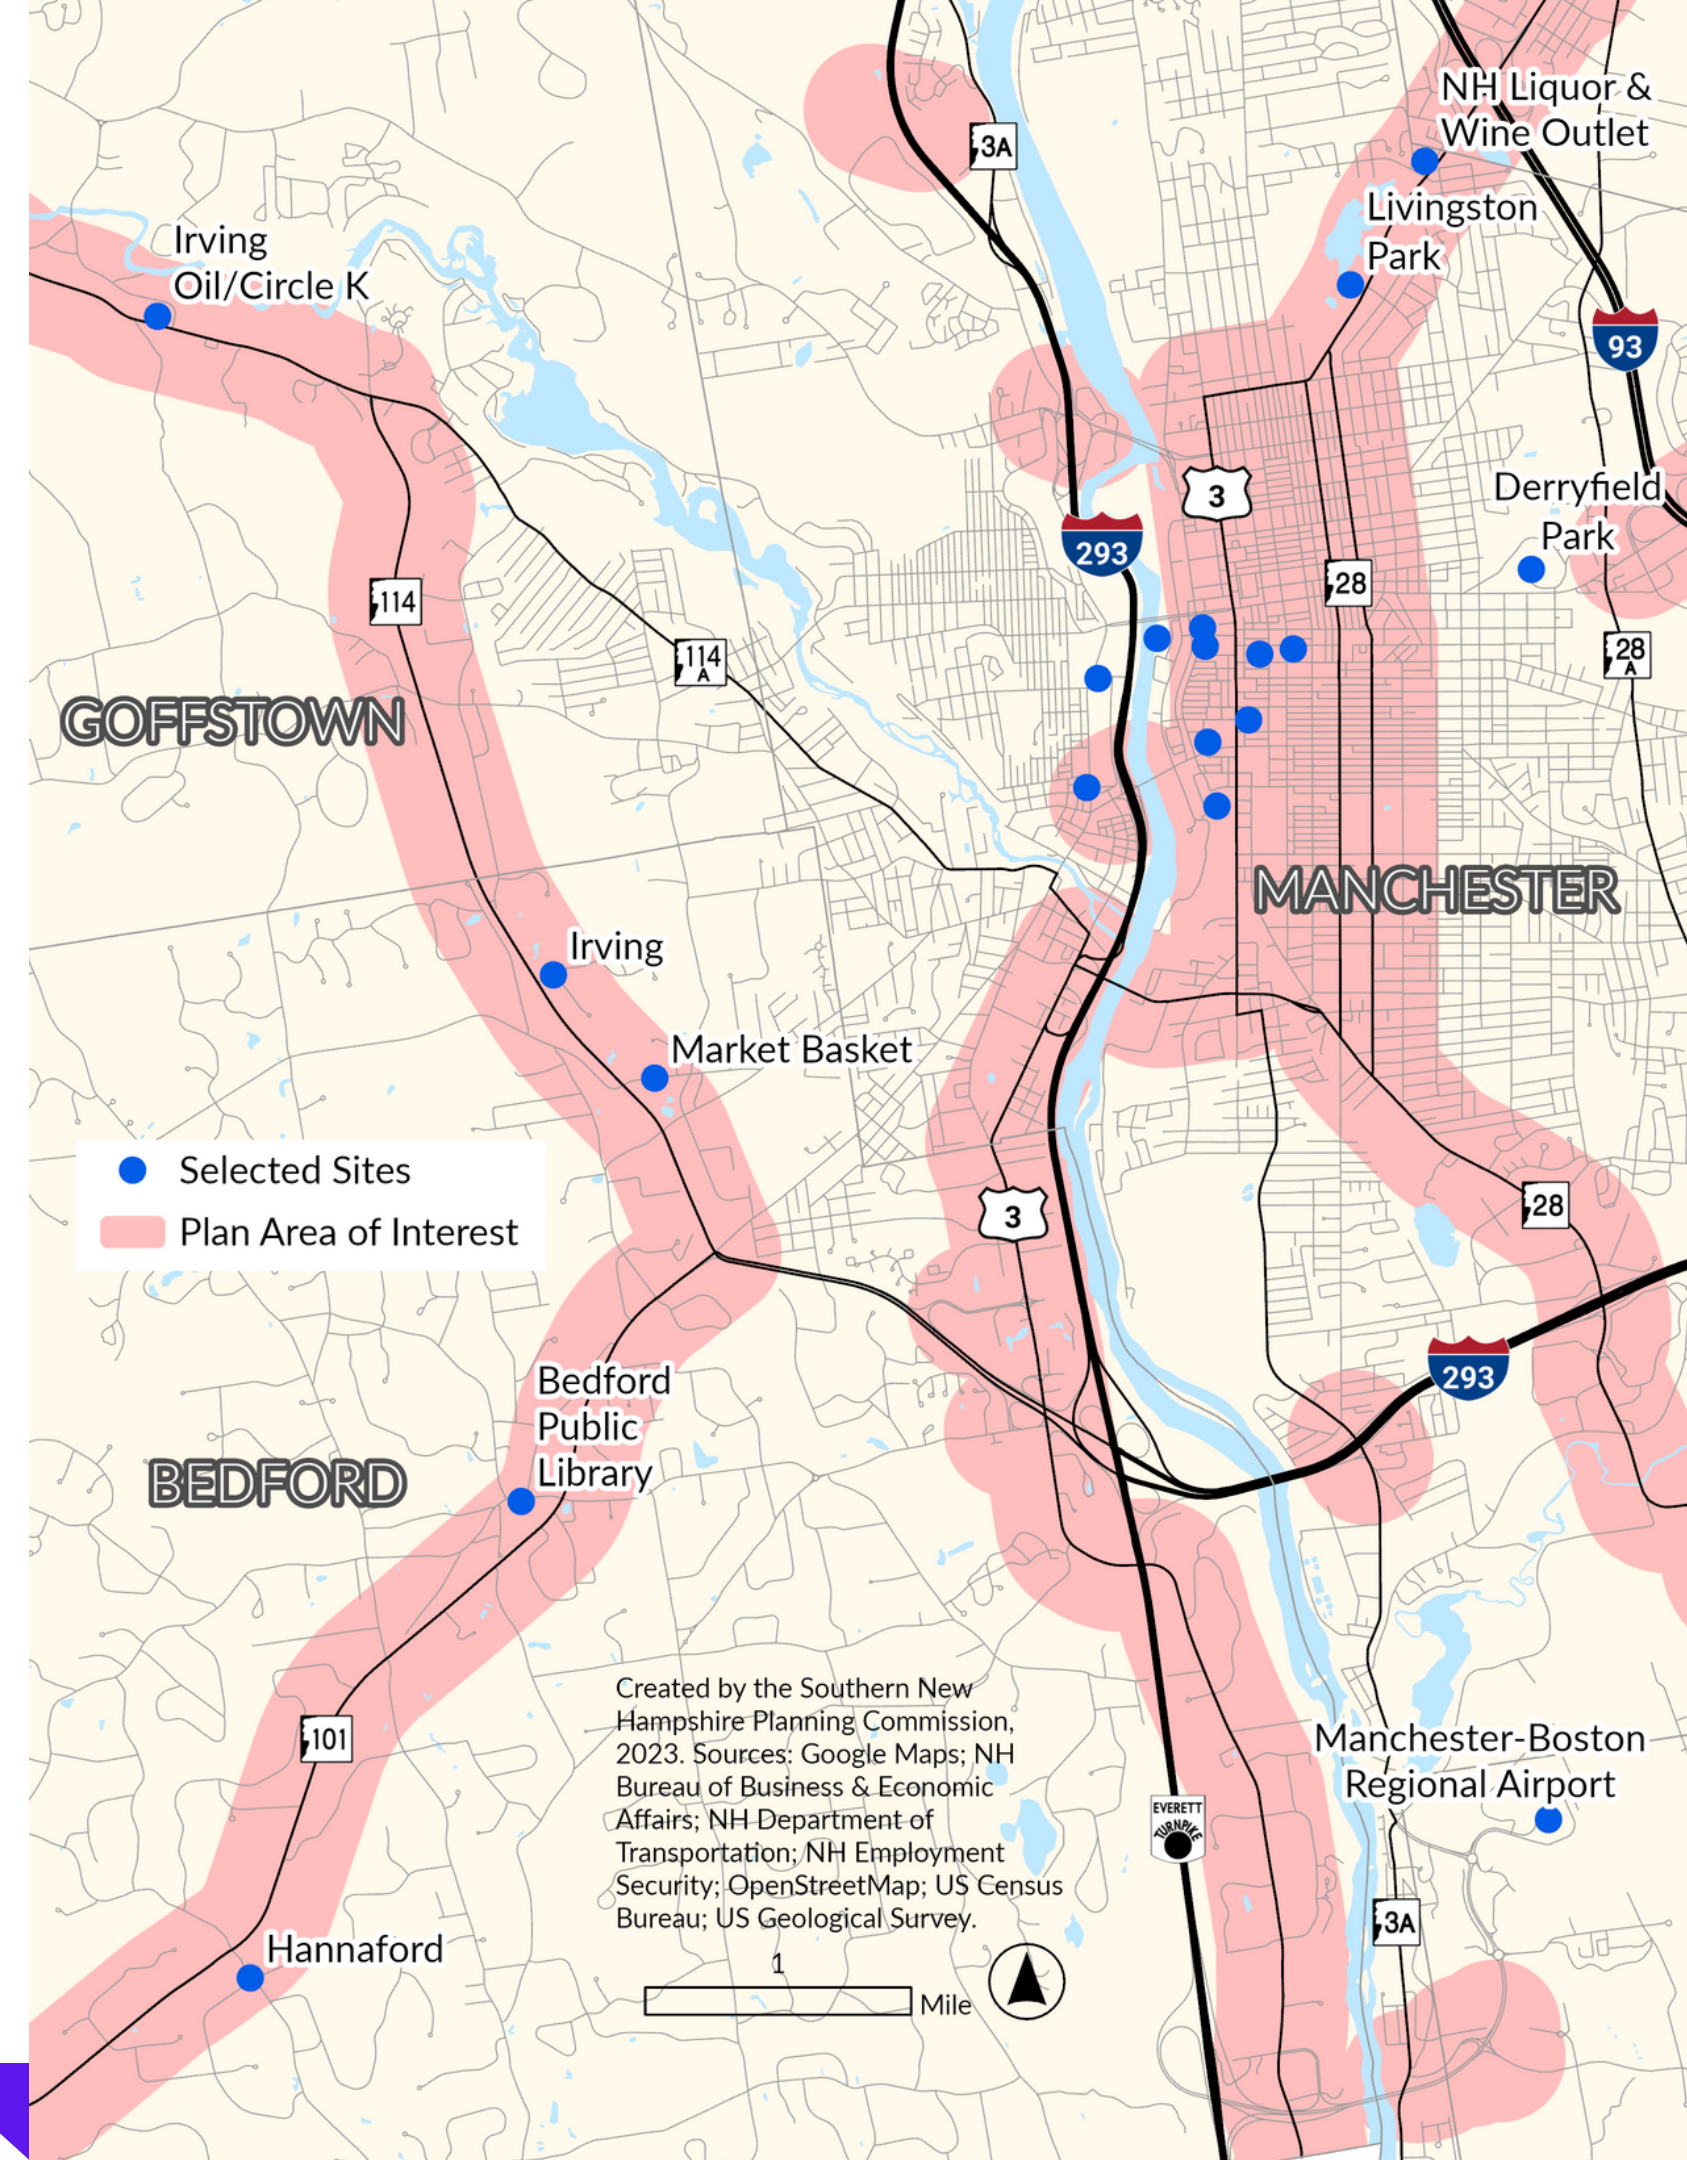 NH Liquor &
Wine Outlet
3A
Livingston
Park
Irving
Oil/Circle K
93
3
Derryfield
Park
293
28
114
114
A
28
A
GOFFSTOWN
MANCHESTER
Irving
Market Basket
Selected Sites
Plan Area of Interest
3
28
293
Bedford
Public
Library
BEDFORD
Created by the Southern New
Hampshire Planning Commission,
2023. Sources: Google Maps; NH
Bureau of Business & Economic
Affairs; NH Department of
Transportation; NH Employment
Security; OpenStreetMap; US Census
Bureau; US Geological Survey.
101
Manchester-Boston
Regional Airport
EVERETT
TURNPIKE
3A
Hannaford
1
Mile